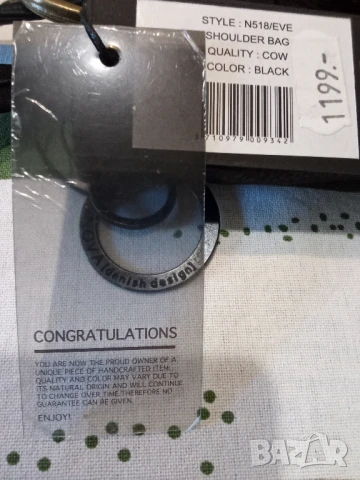 STYLE : N518/EVE
SHOULDER BAG
QUALITY : COW
COLOR : BLACK
1199.-
5710979 009342
(danish design)
CONGRATULATIONS
YOU ARE NOW THE PROUD OWNER OF A
UNIQUE PIECE OF HANDCRAFTED ITEM.
QUALITY AND COLOR MAY VARY DUE TO
ITS NATURAL ORIGIN AND WILL CONTINUE
TO CHANGE OVER TIME.THEREFORE NO
GUARANTEE CAN BE GIVEN.
ENJOY!
BAZAR